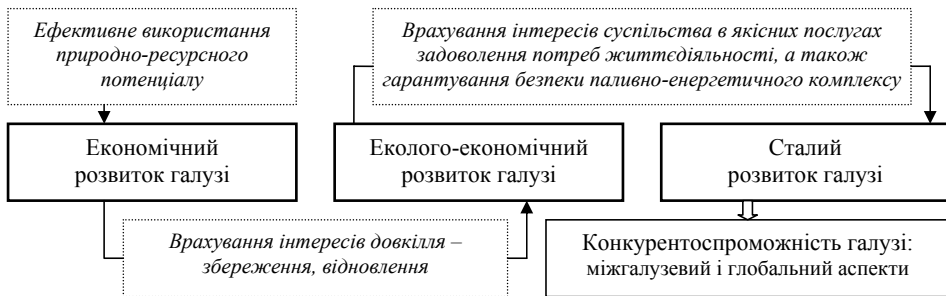 Ефективне використання
природно-ресурсного
потенціалу
Врахування інтересів суспільства в якісних послугах
задоволення потреб життєдіяльності, а також
гарантування безпеки паливно-енергетичного комплексу
Економічний
розвиток галузі
Еколого-економічний
розвиток галузі
Сталий
розвиток галузі
Врахування інтересів довкілля –
збереження, відновлення
Конкурентоспроможність галузі:
міжгалузевий і глобальний аспекти